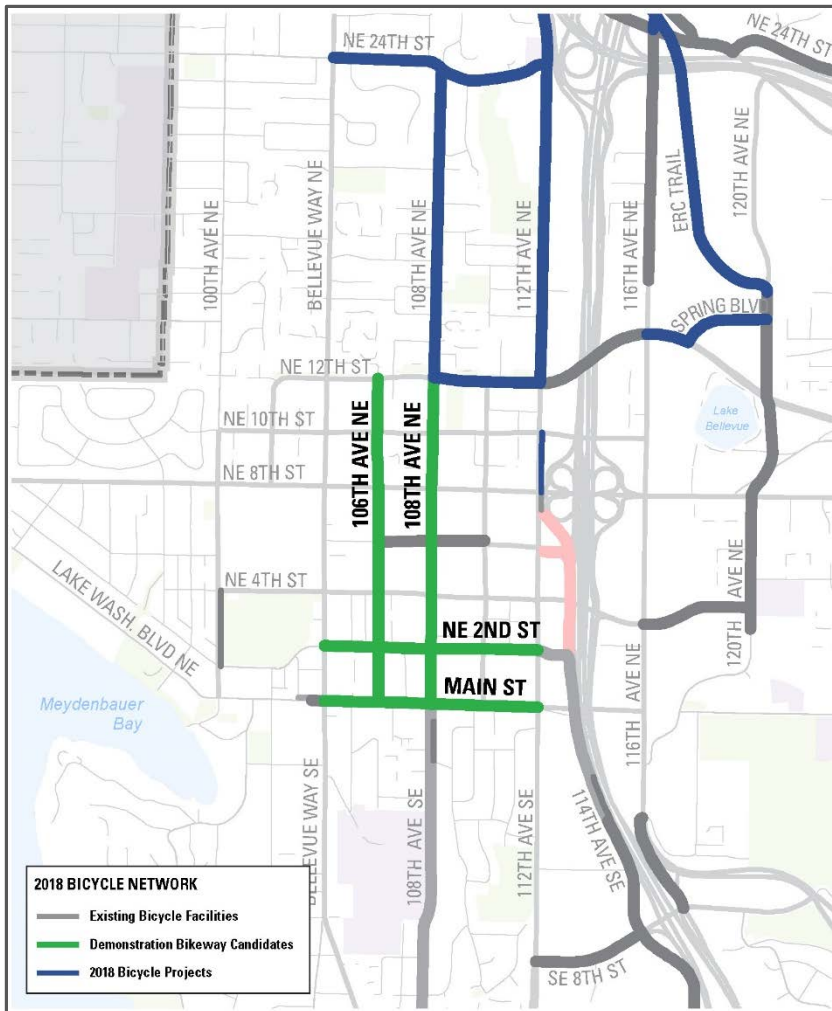 NE 24TH ST
NE 24TH ST
BELLEVUE WAY NE
100TH AVE NE
108TH AVE NE
112TH AVE NE
116TH AVE NE
ERC TRAIL
120TH AVE NE
SPRING BLVD
NE 12TH ST
106TH AVE NE
108TH AVE NE
NE 10TH ST
Lake
Bellevue
NE 8TH ST
NE 4TH ST
LAKE WASH. BLVD NE
NE 2ND ST
MAIN ST
116TH AVE NE
120TH AVE NE
Meydenbauer
Bay
BELLEVUE WAY SE
108TH AVE SE
112TH AVE SE
114TH AVE SE
SE 8TH ST
2018 BICYCLE NETWORK
Existing Bicycle Facilities
Demonstration Bikeway Candidates
2018 Bicycle Projects